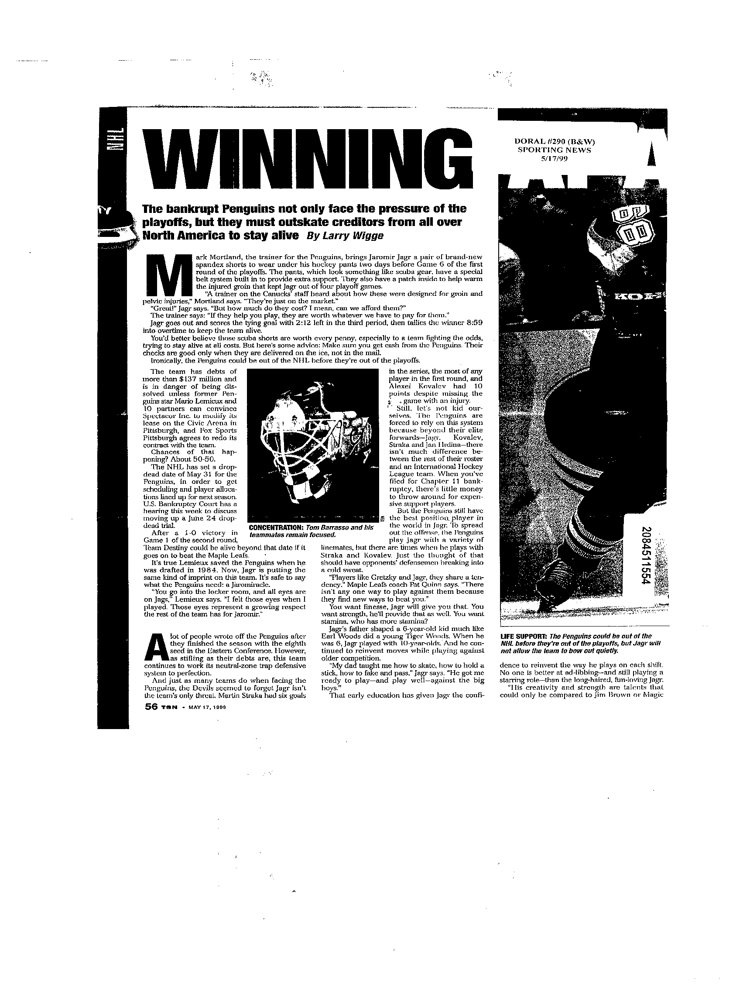 NHL
WINNING
DORAL #290 (B&W)
SPORTING NEWS
5/17/99
The bankrupt Penguins not only face the pressure of the
playoffs, but they must outskate creditors from all over
North America to stay alive By Larry Wigge
Mark Mortland, the trainer for the Penguins, brings Jaromir Jagr a pair of brand-new
spandex shorts to wear under his hockey pants two days before Game 6 of the first
round of the playoffs. The pants, which look something like scuba gear, have a special
belt system built in to provide extra support. They also have a patch inside to help warm
the injured groin that kept Jagr out of four playoff games.
"A trainer on the Canucks' staff heard about how these were designed for groin and
pelvic injuries," Mortland says. "They're just on the market."
"Great!" Jagr says. "But how much do they cost? I mean, can we afford them?"
The trainer says: "If they help you play, they are worth whatever we have to pay for them."
Jagr goes out and scores the tying goal with 2:12 left in the third period, then tallies the winner 8:59
into overtime to keep the team alive.
You'd better believe those scuba shorts are worth every penny, especially to a team fighting the odds,
trying to stay alive at all costs. But here's some advice: Make sure you get cash from the Penguins. Their
checks are good only when they are delivered on the ice, not in the mail.
Ironically, the Penguins could be out of the NHL before they're out of the playoffs.
The team has debts of
more than $137 million and
is in danger of being dis-
solved unless former Pen-
guins star Mario Lemieux and
10 partners can convince
Spectacor Inc. to modify its
lease on the Civic Arena in
Pittsburgh, and Fox Sports
Pittsburgh agrees to redo its
contract with the team.
Chances of that hap-
pening? About 50-50.
The NHL has set a drop-
dead date of May 31 for the
Penguins, in order to get
scheduling and player alloca-
tions lined up for next season.
U.S. Bankruptcy Court has a
hearing this week to discuss
moving up a June 24 drop-
dead trial.
After a 1-0 victory in
Game 1 of the second round,
Team Destiny could be alive beyond that date if it
goes on to beat the Maple Leafs.
It's true Lemieux saved the Penguins when he
was drafted in 1984. Now, Jagr is putting the
same kind of imprint on this team. It's safe to say
what the Penguins need: a Jaromiracle.
"You go into the locker room, and all eyes are
on Jags," Lemieux says. "I felt those eyes when I
played. Those eyes represent a growing respect
the rest of the team has for Jaromir."
A lot of people wrote off the Penguins after
they finished the season with the eighth
seed in the Eastern Conference. However,
as stifling as their debts are, this team
continues to work its neutral-zone trap defensive
system to perfection.
And just as many teams do when facing the
Penguins, the Devils seemed to forget Jagr isn't
the team's only threat. Martin Straka had six goals
CONCENTRATION: Tom Barrasso and his
teammates remain focused.
in the series, the most of any
player in the first round, and
Alexei Kovalev had 10
points despite missing the
game with an injury.
Still, let's not kid our-
selves. The Penguins are
forced to rely on this system
because beyond their elite
forwards—Jagr, Kovalev,
Straka and Jan Hrdina—there
isn't much difference be-
tween the rest of their roster
and an International Hockey
League team. When you've
filed for Chapter 11 bank-
ruptcy, there's little money
to throw around for expen-
sive support players.
But the Penguins still have
the best position player in
the world in Jagr. To spread
out the offense, the Penguins
play Jagr with a variety of
linemates, but there are times when he plays with
Straka and Kovalev. Just the thought of that
should have opponents' defensemen breaking into
a cold sweat.
"Players like Gretzky and Jagr, they share a ten-
dency," Maple Leafs coach Pat Quinn says. "There
isn't any one way to play against them because
they find new ways to beat you."
You want finesse, Jagr will give you that. You
want strength, he'll provide that as well. You want
stamina, who has more stamina?
Jagr's father shaped a 6-year-old kid much like
Earl Woods did a young Tiger Woods. When he
was 6, Jagr played with 10-year-olds. And he con-
tinued to reinvent moves while playing against
older competition.
"My dad taught me how to skate, how to hold a
stick, how to fake and pass," Jagr says. "He got me
ready to play—and play well—against the big
boys."
That early education has given Jagr the confi-
2084511554
LIFE SUPPORT: The Penguins could be out of the
NHL before they're out of the playoffs, but Jagr will
not allow the team to bow out quietly.
dence to reinvent the way he plays on each shift.
No one is better at ad-libbing—and still playing a
starring role—than the long-haired, fun-loving Jagr.
"His creativity and strength are talents that
could only be compared to Jim Brown or Magic
56 TSN • MAY 17, 1999